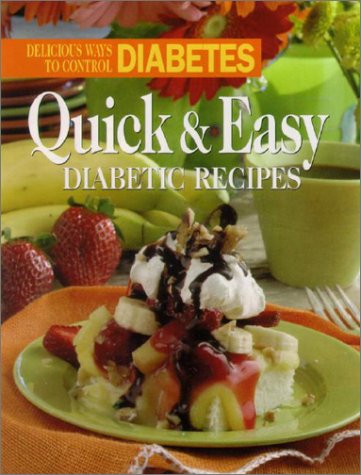 DELICIOUS WAYS
TO CONTROL DIABETES
Quick & Easy
DIABETIC RECIPES